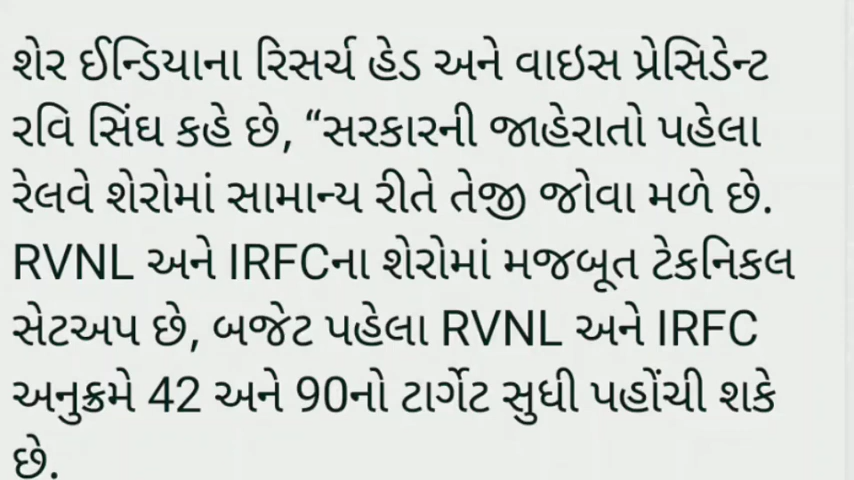 શેર ઈન્ડિયાના રિસર્ચ હેડ અને વાઇસ પ્રેસિડેન્ટ
રવિ સિંઘ કહે છે, “સરકારની જાહેરાતો પહેલા
રેલવે શેરોમાં સામાન્ય રીતે તેજી જોવા મળે છે.
RVNL અને IRFCના શેરોમાં મજબૂત ટેકનિકલ
સેટઅપ છે, બજેટ પહેલા RVNL અને IRFC
અનુક્રમે 42 અને 90નો ટાર્ગેટ સુધી પહોંચી શકે
છે.